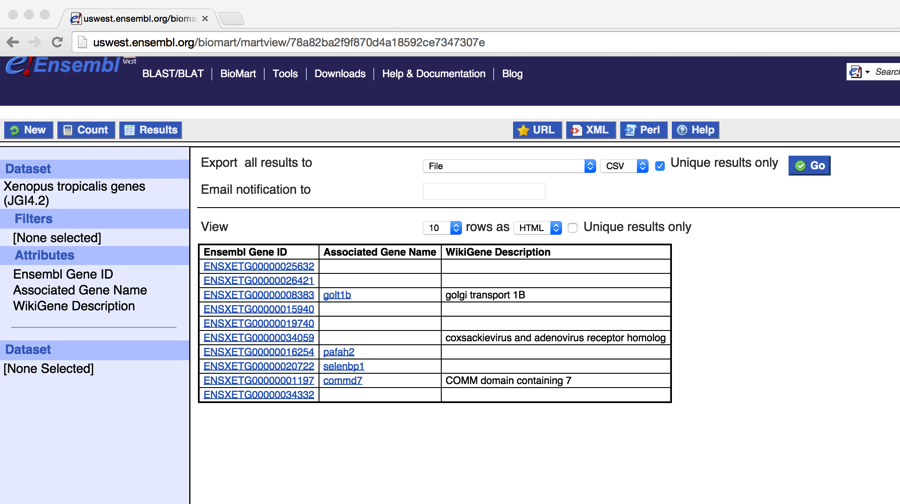 uswest.ensembl.org/bioma
uswest.ensembl.org/biomart/martview/78a82ba2f9f870d4a18592ce7347307e
e!Ensembl West
BLAST/BLAT | BioMart | Tools | Downloads | Help & Documentation | Blog
e! Search
New Count Results URL XML Perl Help
Dataset
Xenopus tropicalis genes
(JGI4.2)
Filters
[None selected]
Attributes
Ensembl Gene ID
Associated Gene Name
WikiGene Description
Dataset
[None Selected]
Export all results to File CSV Unique results only Go
Email notification to
View 10 rows as HTML Unique results only
Ensembl Gene ID Associated Gene Name WikiGene Description
ENSXETG00000025632
ENSXETG00000026421
ENSXETG00000008383 golt1b golgi transport 1B
ENSXETG00000015940
ENSXETG00000019740
ENSXETG00000034059 coxsackievirus and adenovirus receptor homolog
ENSXETG00000016254 pafah2
ENSXETG00000020722 selenbp1
ENSXETG00000001197 commd7 COMM domain containing 7
ENSXETG00000034332